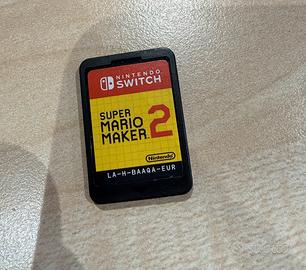 NINTENDO
SWITCH
SUPER
MARIO
MAKER 2
Nintendo
LA-H-BAAQA-EUR